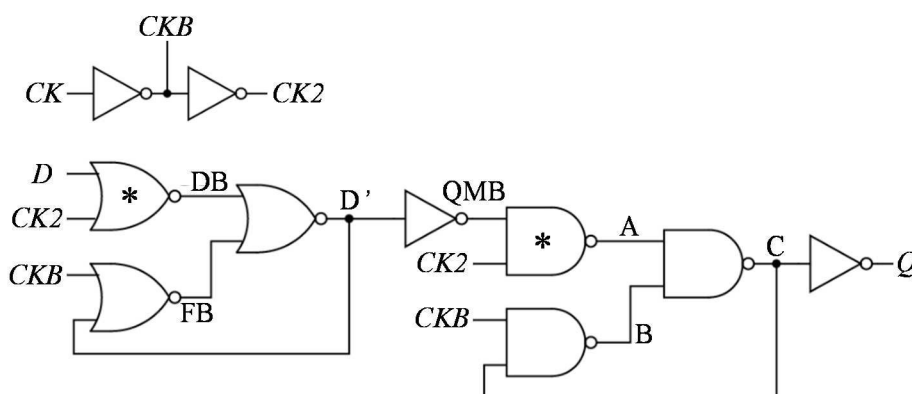 CKB
CK CK2
D * DB D’ QMB
CK2 * A C Q
CK2
CKB FB CKB B